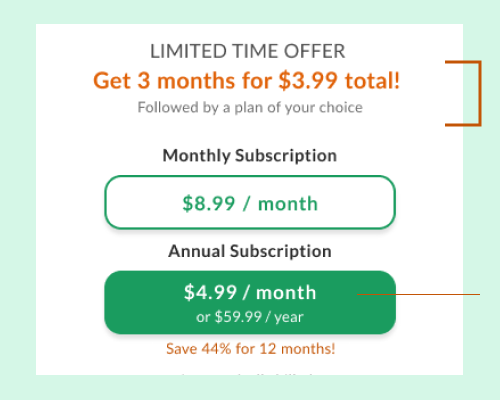 LIMITED TIME OFFER
Get 3 months for $3.99 total!
Followed by a plan of your choice
Monthly Subscription
$8.99 / month
Annual Subscription
$4.99 / month
or $59.99 / year
Save 44% for 12 months!